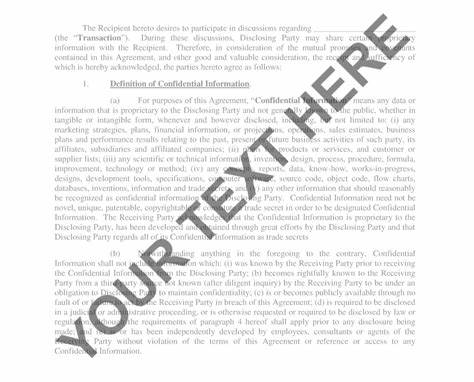 The Recipient hereto desires to participate in discussions regarding
(the "Transaction"). During these discussions, Disclosing Party may share certain proprietary
information with the Recipient. Therefore, in consideration of the mutual promises and covenants
contained in this Agreement, and other good and valuable consideration, the receipt and sufficiency of
which is hereby acknowledged, the parties hereto agree as follows:
1. Definition of Confidential Information.
(a) For purposes of this Agreement, "Confidential Information" means any data or
information that is proprietary to the Disclosing Party and not generally known to the public, whether in
tangible or intangible form, whenever and however disclosed, including, but not limited to: (i) any
marketing strategies, plans, financial information, or projections, operations, sales estimates, business
plans and performance results relating to the past, present or future business activities of such party, its
affiliates, subsidiaries and affiliated companies; (ii) plans for products or services, and customer or
supplier lists; (iii) any scientific or technical information, invention, design, process, procedure, formula,
improvement, technology or method; (iv) any reports, data, know-how, works-in-progress,
designs, development tools, specifications, computer software, source code, object code, flow charts,
databases, inventions, information and trade secrets; and (v) any other information that should reasonably
be recognized as confidential information of the Disclosing Party. Confidential Information need not be
novel, unique, patentable, copyrightable or constitute a trade secret in order to be designated Confidential
Information. The Receiving Party acknowledges that the Confidential Information is proprietary to the
Disclosing Party, has been developed and obtained through great efforts by the Disclosing Party and that
Disclosing Party regards all of its Confidential Information as trade secrets
(b) Notwithstanding anything in the foregoing to the contrary, Confidential
Information shall not include information which: (i) was known by the Receiving Party prior to receiving
the Confidential Information from the Disclosing Party; (b) becomes rightfully known to the Receiving
Party from a third-party source not known (after diligent inquiry) by the Receiving Party to be under an
obligation to Disclosing Party to maintain confidentiality; (c) is or becomes publicly available through no
fault of or failure to act by the Receiving Party in breach of this Agreement; (d) is required to be disclosed
in a judicial or administrative proceeding, or is otherwise requested or required to be disclosed by law or
regulation, although the requirements of paragraph 4 hereof shall apply prior to any disclosure being
made; and (e) is or has been independently developed by employees, consultants or agents of the
Receiving Party without violation of the terms of this Agreement or reference or access to any
Confidential Information.
YOUR TEXT HERE